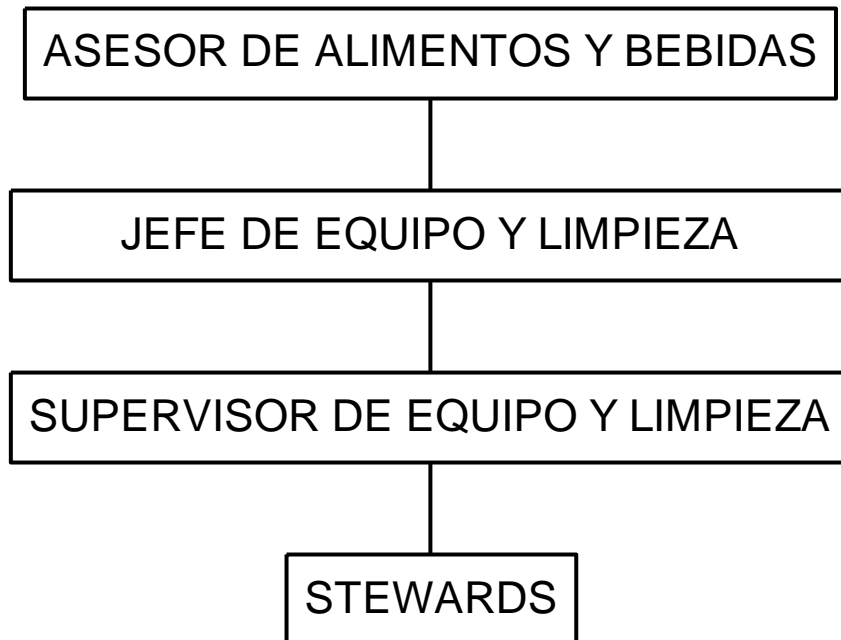 ASESOR DE ALIMENTOS Y BEBIDAS
JEFE DE EQUIPO Y LIMPIEZA
SUPERVISOR DE EQUIPO Y LIMPIEZA
STEWARDS